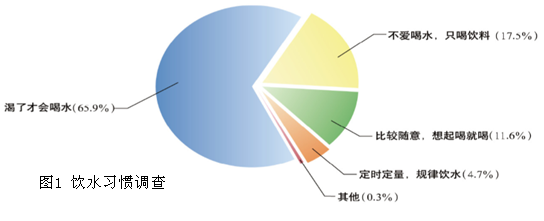 不爱喝水，只喝饮料(17.5%)
渴了才会喝水(65.9%)
比较随意，想起喝就喝(11.6%)
定时定量，规律饮水(4.7%)
其他(0.3%)
图1 饮水习惯调查